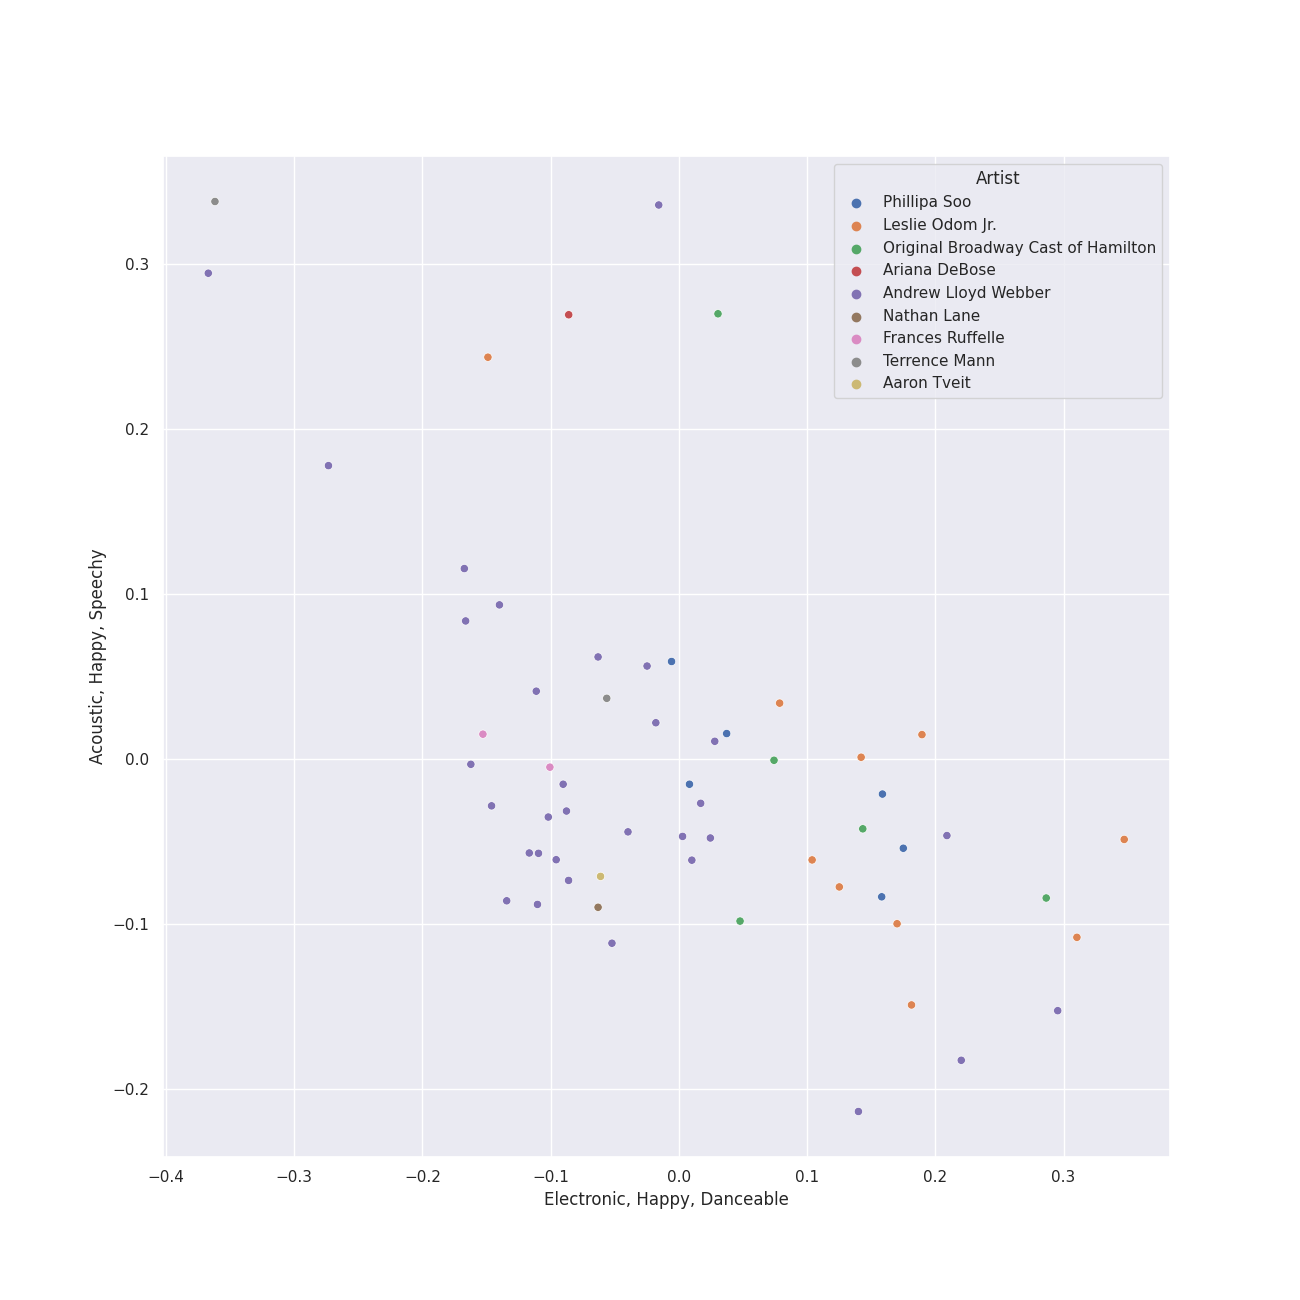 Artist
Phillipa Soo
Leslie Odom Jr.
Original Broadway Cast of Hamilton
Ariana DeBose
Andrew Lloyd Webber
Nathan Lane
Frances Ruffelle
Terrence Mann
Aaron Tveit
0.3
0.2
0.1
0.0
−0.1
−0.2
Acoustic, Happy, Speechy
−0.4 −0.3 −0.2 −0.1 0.0 0.1 0.2 0.3
Electronic, Happy, Danceable